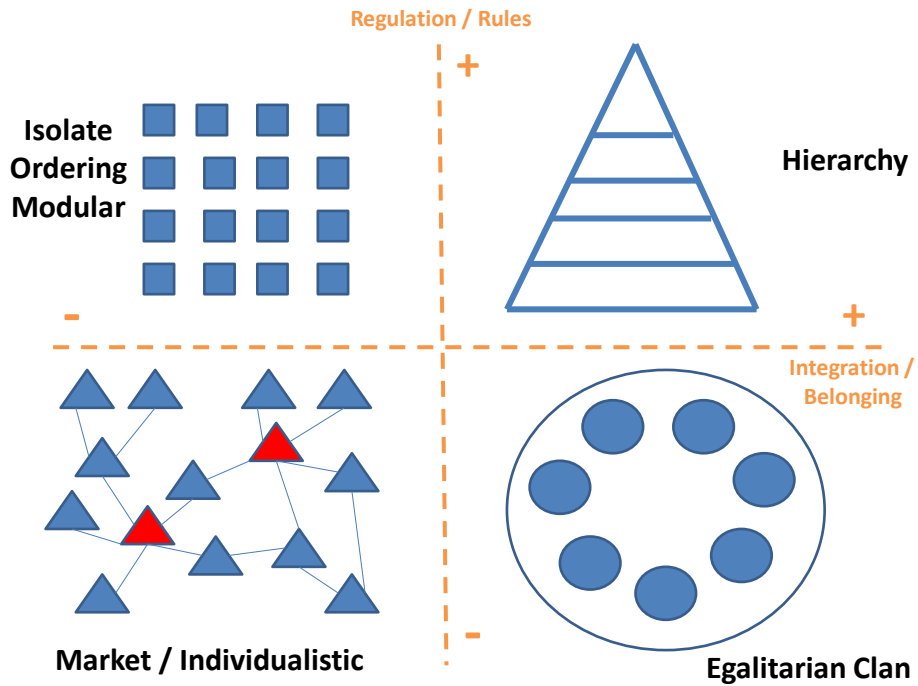 Regulation / Rules
+
Isolate
Ordering
Modular
Hierarchy
-
+
Integration /
Belonging
-
Market / Individualistic
Egalitarian Clan